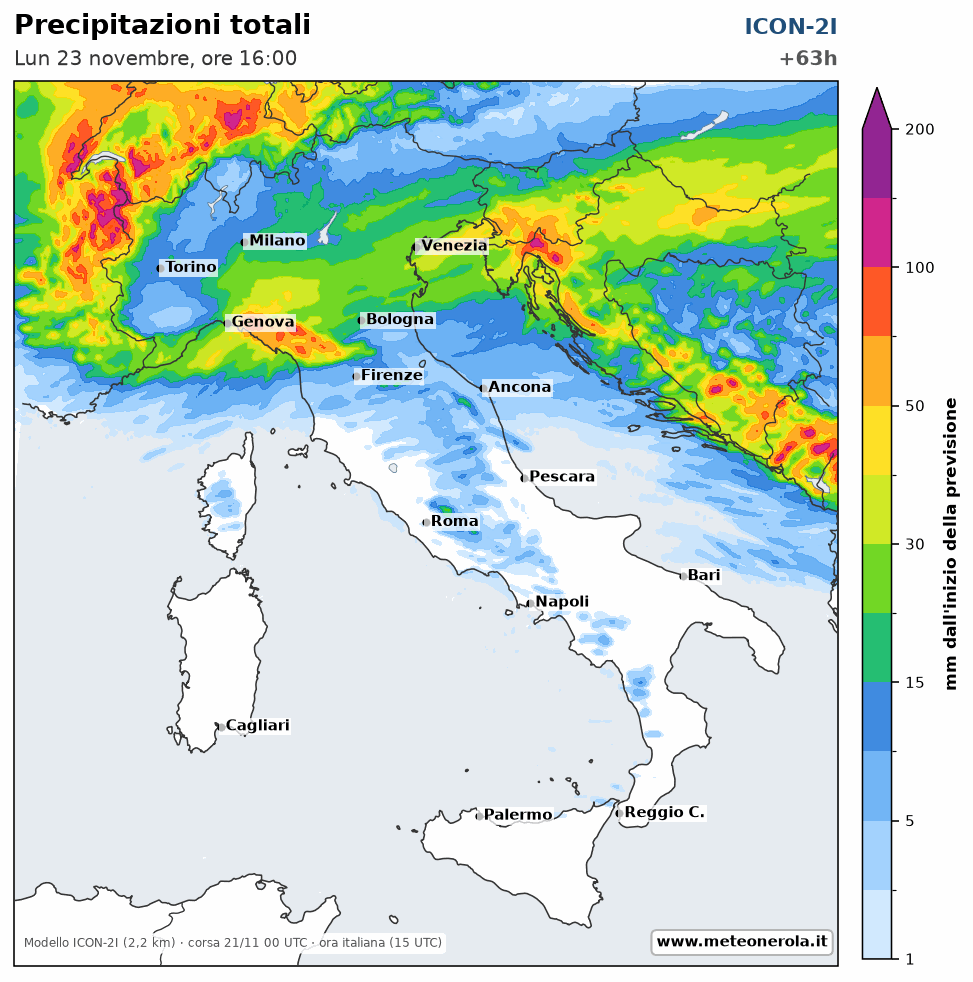 Precipitazioni totali
ICON-2I
Lun 23 novembre, ore 16:00
+63h
Milano
Venezia
Torino
Genova
Bologna
Firenze
Ancona
Pescara
Roma
Bari
Napoli
Cagliari
Palermo
Reggio C.
Modello ICON-2I (2,2 km) · corsa 21/11 00 UTC · ora italiana (15 UTC)
www.meteonerola.it
200
100
50
30
15
5
1
mm dall'inizio della previsione